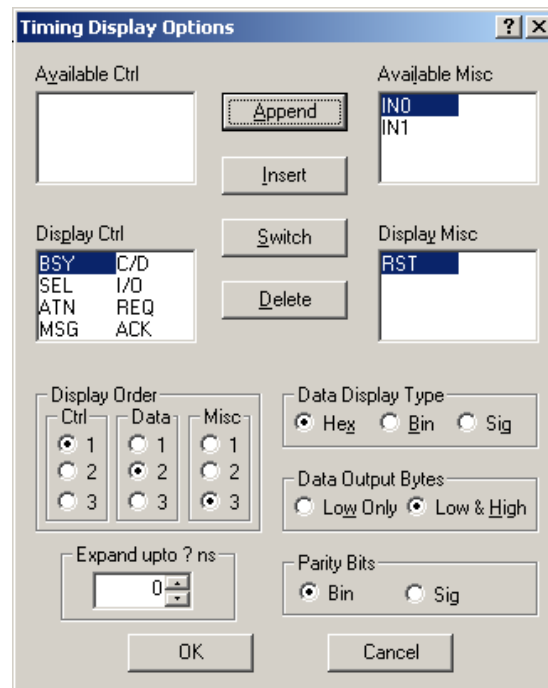 Timing Display Options
Available Ctrl
Available Misc
Append
IN0
IN1
Insert
Display Ctrl
Switch
Display Misc
BSY C/D
SEL I/O
ATN REQ
MSG ACK
RST
Delete
Display Order
Ctrl Data Misc
1 1 1
2 2 2
3 3 3
Data Display Type
Hex Bin Sig
Data Output Bytes
Low Only Low & High
Expand upto ? ns
0
Parity Bits
Bin Sig
OK Cancel